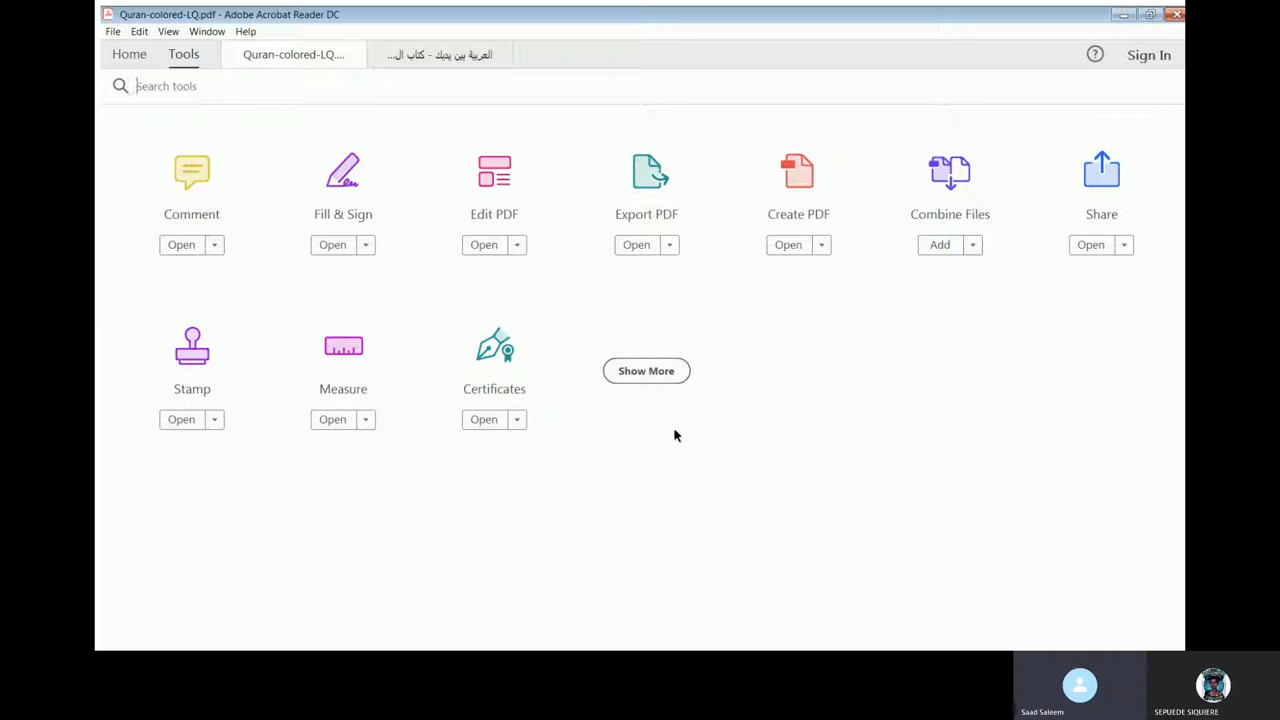 Quran-colored-LQ.pdf - Adobe Acrobat Reader DC
File Edit View Window Help
Home Tools Quran-colored-LQ.... العربية بين يديك - كتاب ال... Sign In
Search tools
Comment Fill & Sign Edit PDF Export PDF Create PDF Combine Files Share
Open Open Open Open Open Add Open
Stamp Measure Certificates Show More
Open Open Open
Saad Saleem SEPUEDE SIQUIERE